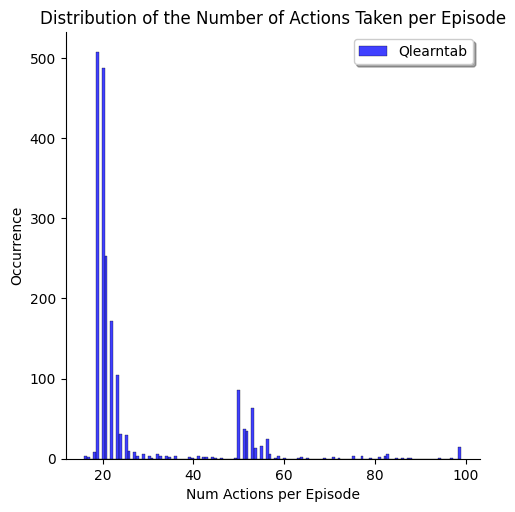 Distribution of the Number of Actions Taken per Episode
Qlearntab
Occurrence
500
400
300
200
100
0
20
40
60
80
100
Num Actions per Episode